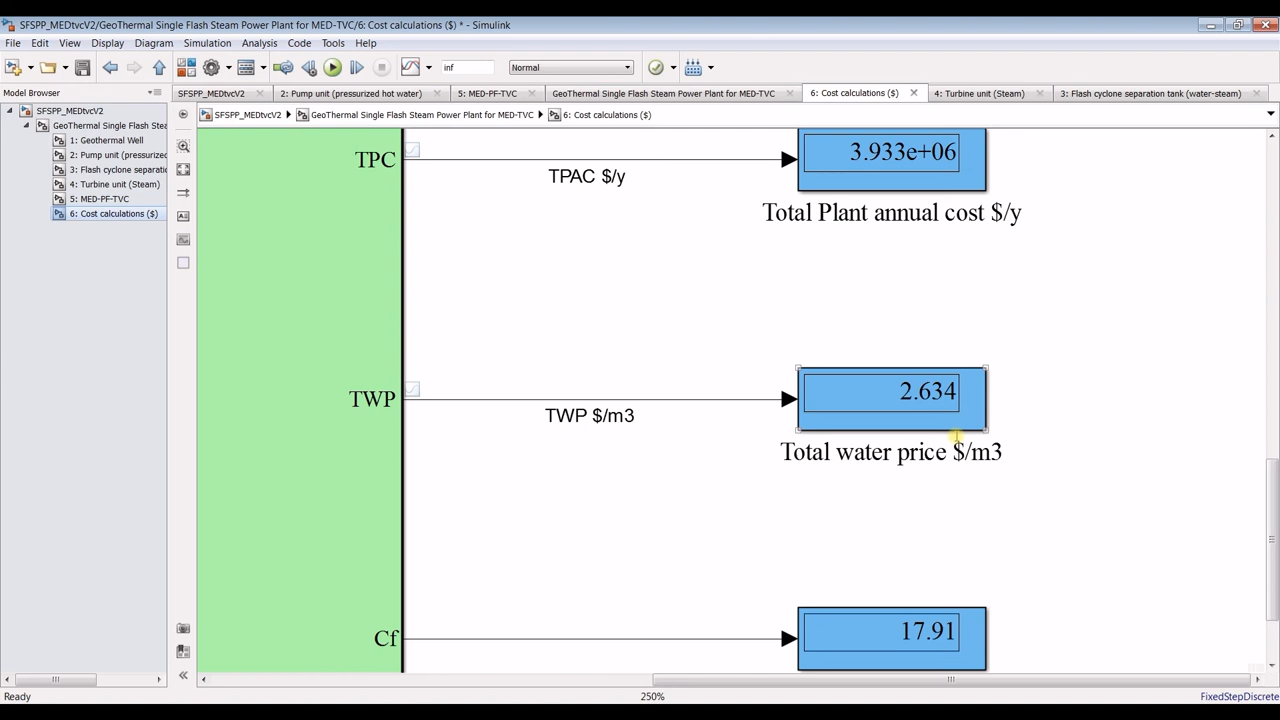 SFSPP_MEDtvcV2/GeoThermal Single Flash Steam Power Plant for MED-TVC/6: Cost calculations ($) * - Simulink
File Edit View Display Diagram Simulation Analysis Code Tools Help
inf Normal
Model Browser
SFSPP_MEDtvcV2 2: Pump unit (pressurized hot water) 5: MED-PF-TVC GeoThermal Single Flash Steam Power Plant for MED-TVC 6: Cost calculations ($) 4: Turbine unit (Steam) 3: Flash cyclone separation tank (water-steam)
SFSPP_MEDtvcV2 GeoThermal Single Flash Steam Power Plant for MED-TVC 6: Cost calculations ($)
SFSPP_MEDtvcV2
GeoThermal Single Flash Stea
1: Geothermal Well
2: Pump unit (pressurized
3: Flash cyclone separatio
4: Turbine unit (Steam)
5: MED-PF-TVC
6: Cost calculations ($)
TPC
TPAC $/y
3.933e+06
Total Plant annual cost $/y
TWP
TWP $/m3
2.634
Total water price $/m3
Cf
17.91
Ready 250% FixedStepDiscrete